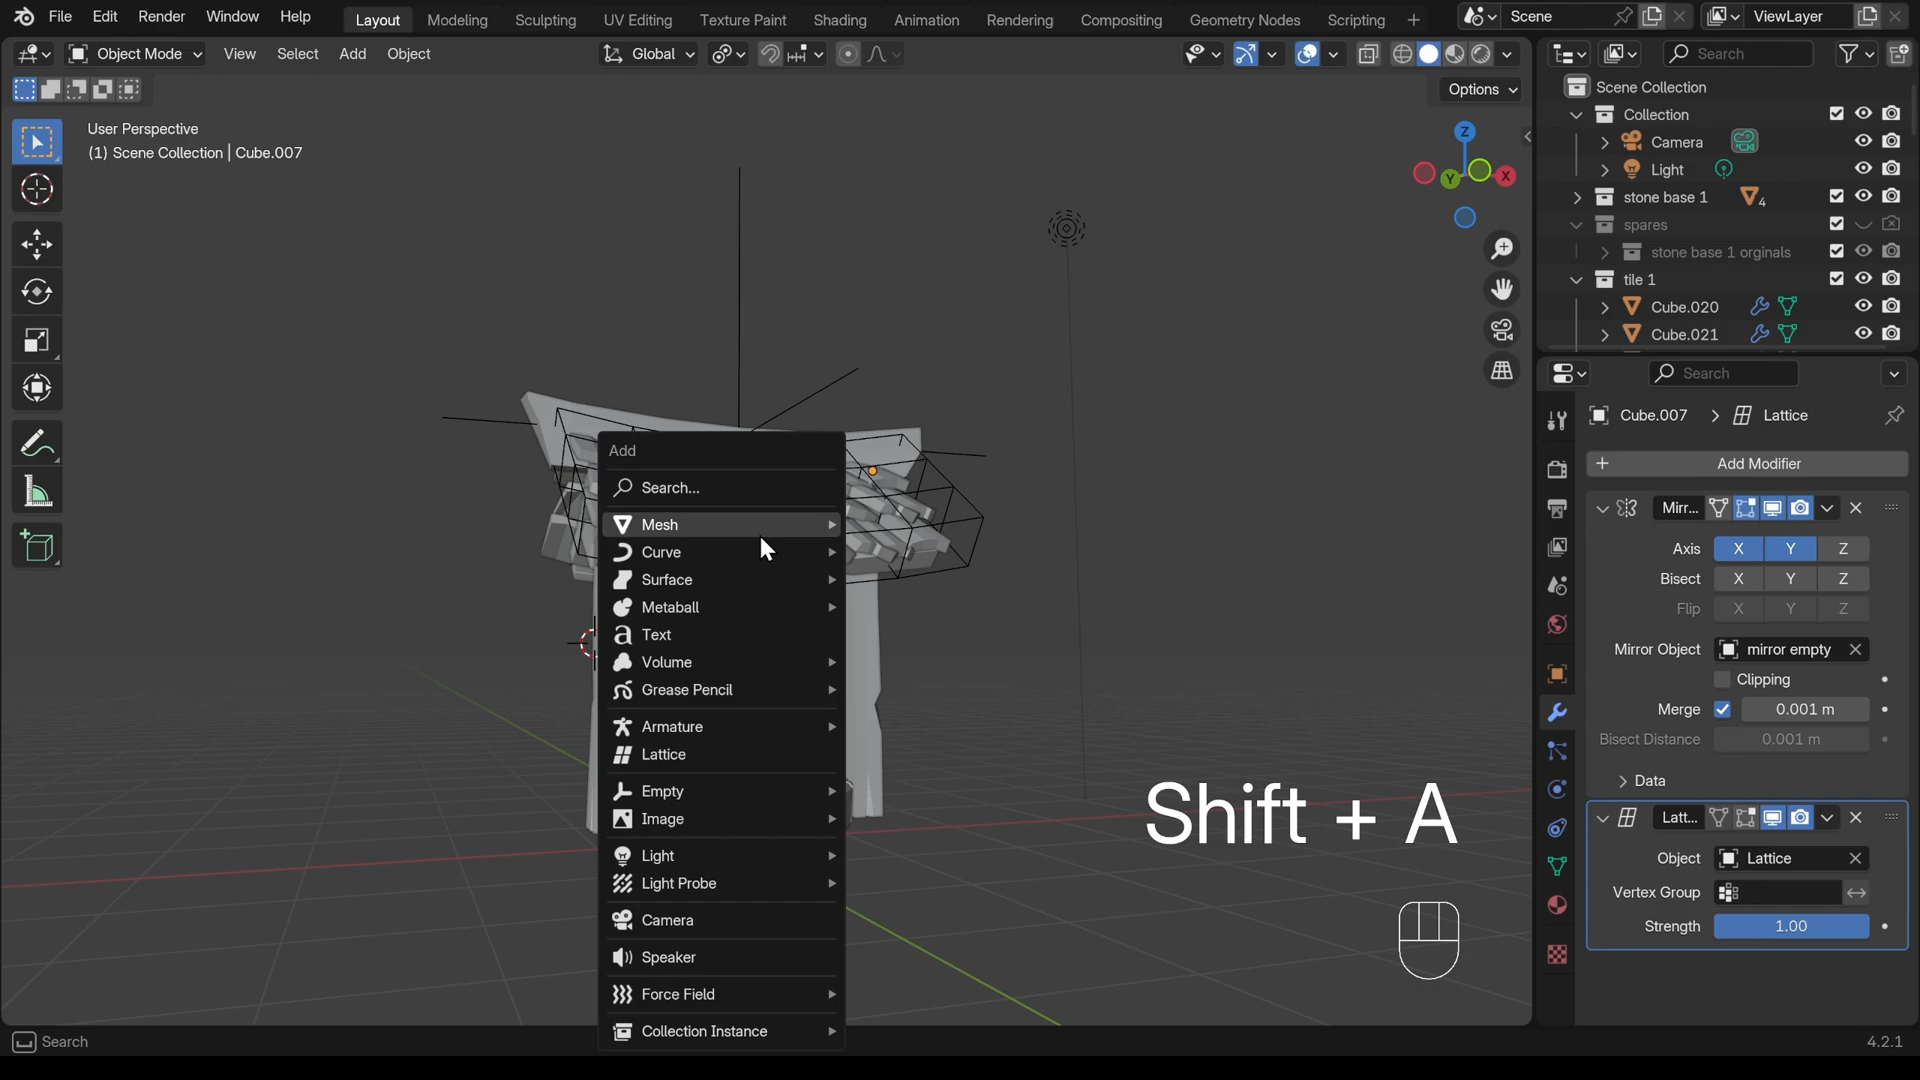 File Edit Render Window Help Layout Modeling Sculpting UV Editing Texture Paint Shading Animation Rendering Compositing Geometry Nodes Scripting + Scene ViewLayer
Object Mode View Select Add Object Global Search
Options
User Perspective
(1) Scene Collection | Cube.007
Z
X
Y
Add
Search...
Mesh
Curve
Surface
Metaball
Text
Volume
Grease Pencil
Armature
Lattice
Empty
Image
Light
Light Probe
Camera
Speaker
Force Field
Collection Instance
Shift + A
Scene Collection
Collection
Camera
Light
stone base 1 4
spares
stone base 1 orginals
tile 1
Cube.020
Cube.021
Search
Cube.007 > Lattice
+ Add Modifier
Mirr...
Axis X Y Z
Bisect X Y Z
Flip X Y Z
Mirror Object mirror empty
Clipping
Merge 0.001 m
Bisect Distance 0.001 m
Data
Latt...
Object Lattice
Vertex Group
Strength 1.00
Search 4.2.1